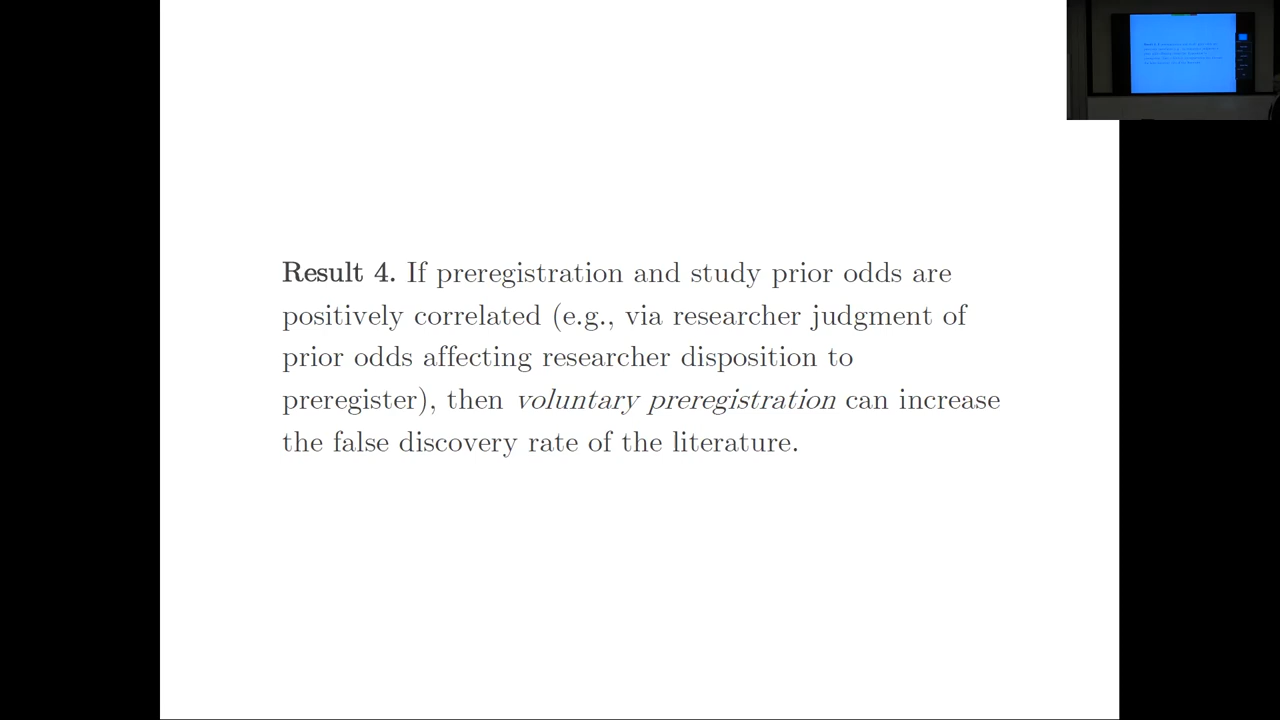 Result 4. If preregistration and study prior odds are
positively correlated (e.g., via researcher judgment of
prior odds affecting researcher disposition to
preregister), then voluntary preregistration can increase
the false discovery rate of the literature.